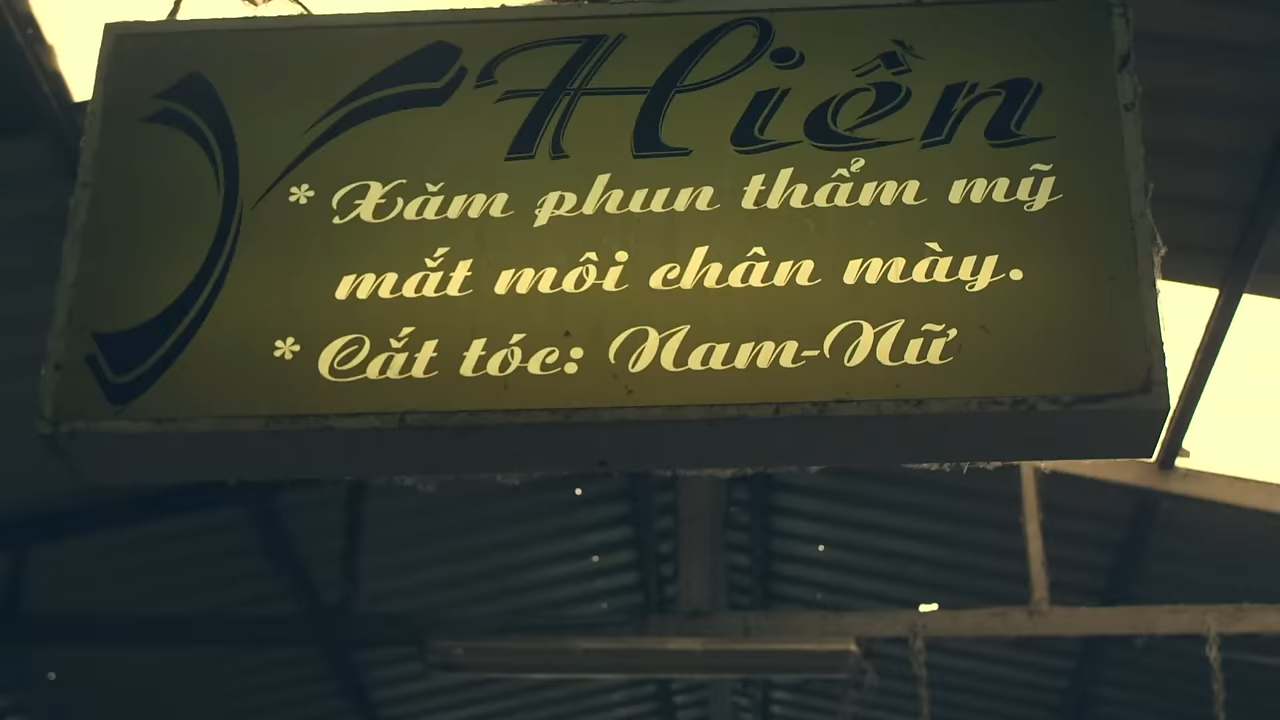 Hiền
* Xăm phun thẩm mỹ
mắt môi chân mày.
* Cắt tóc: Nam-Nữ